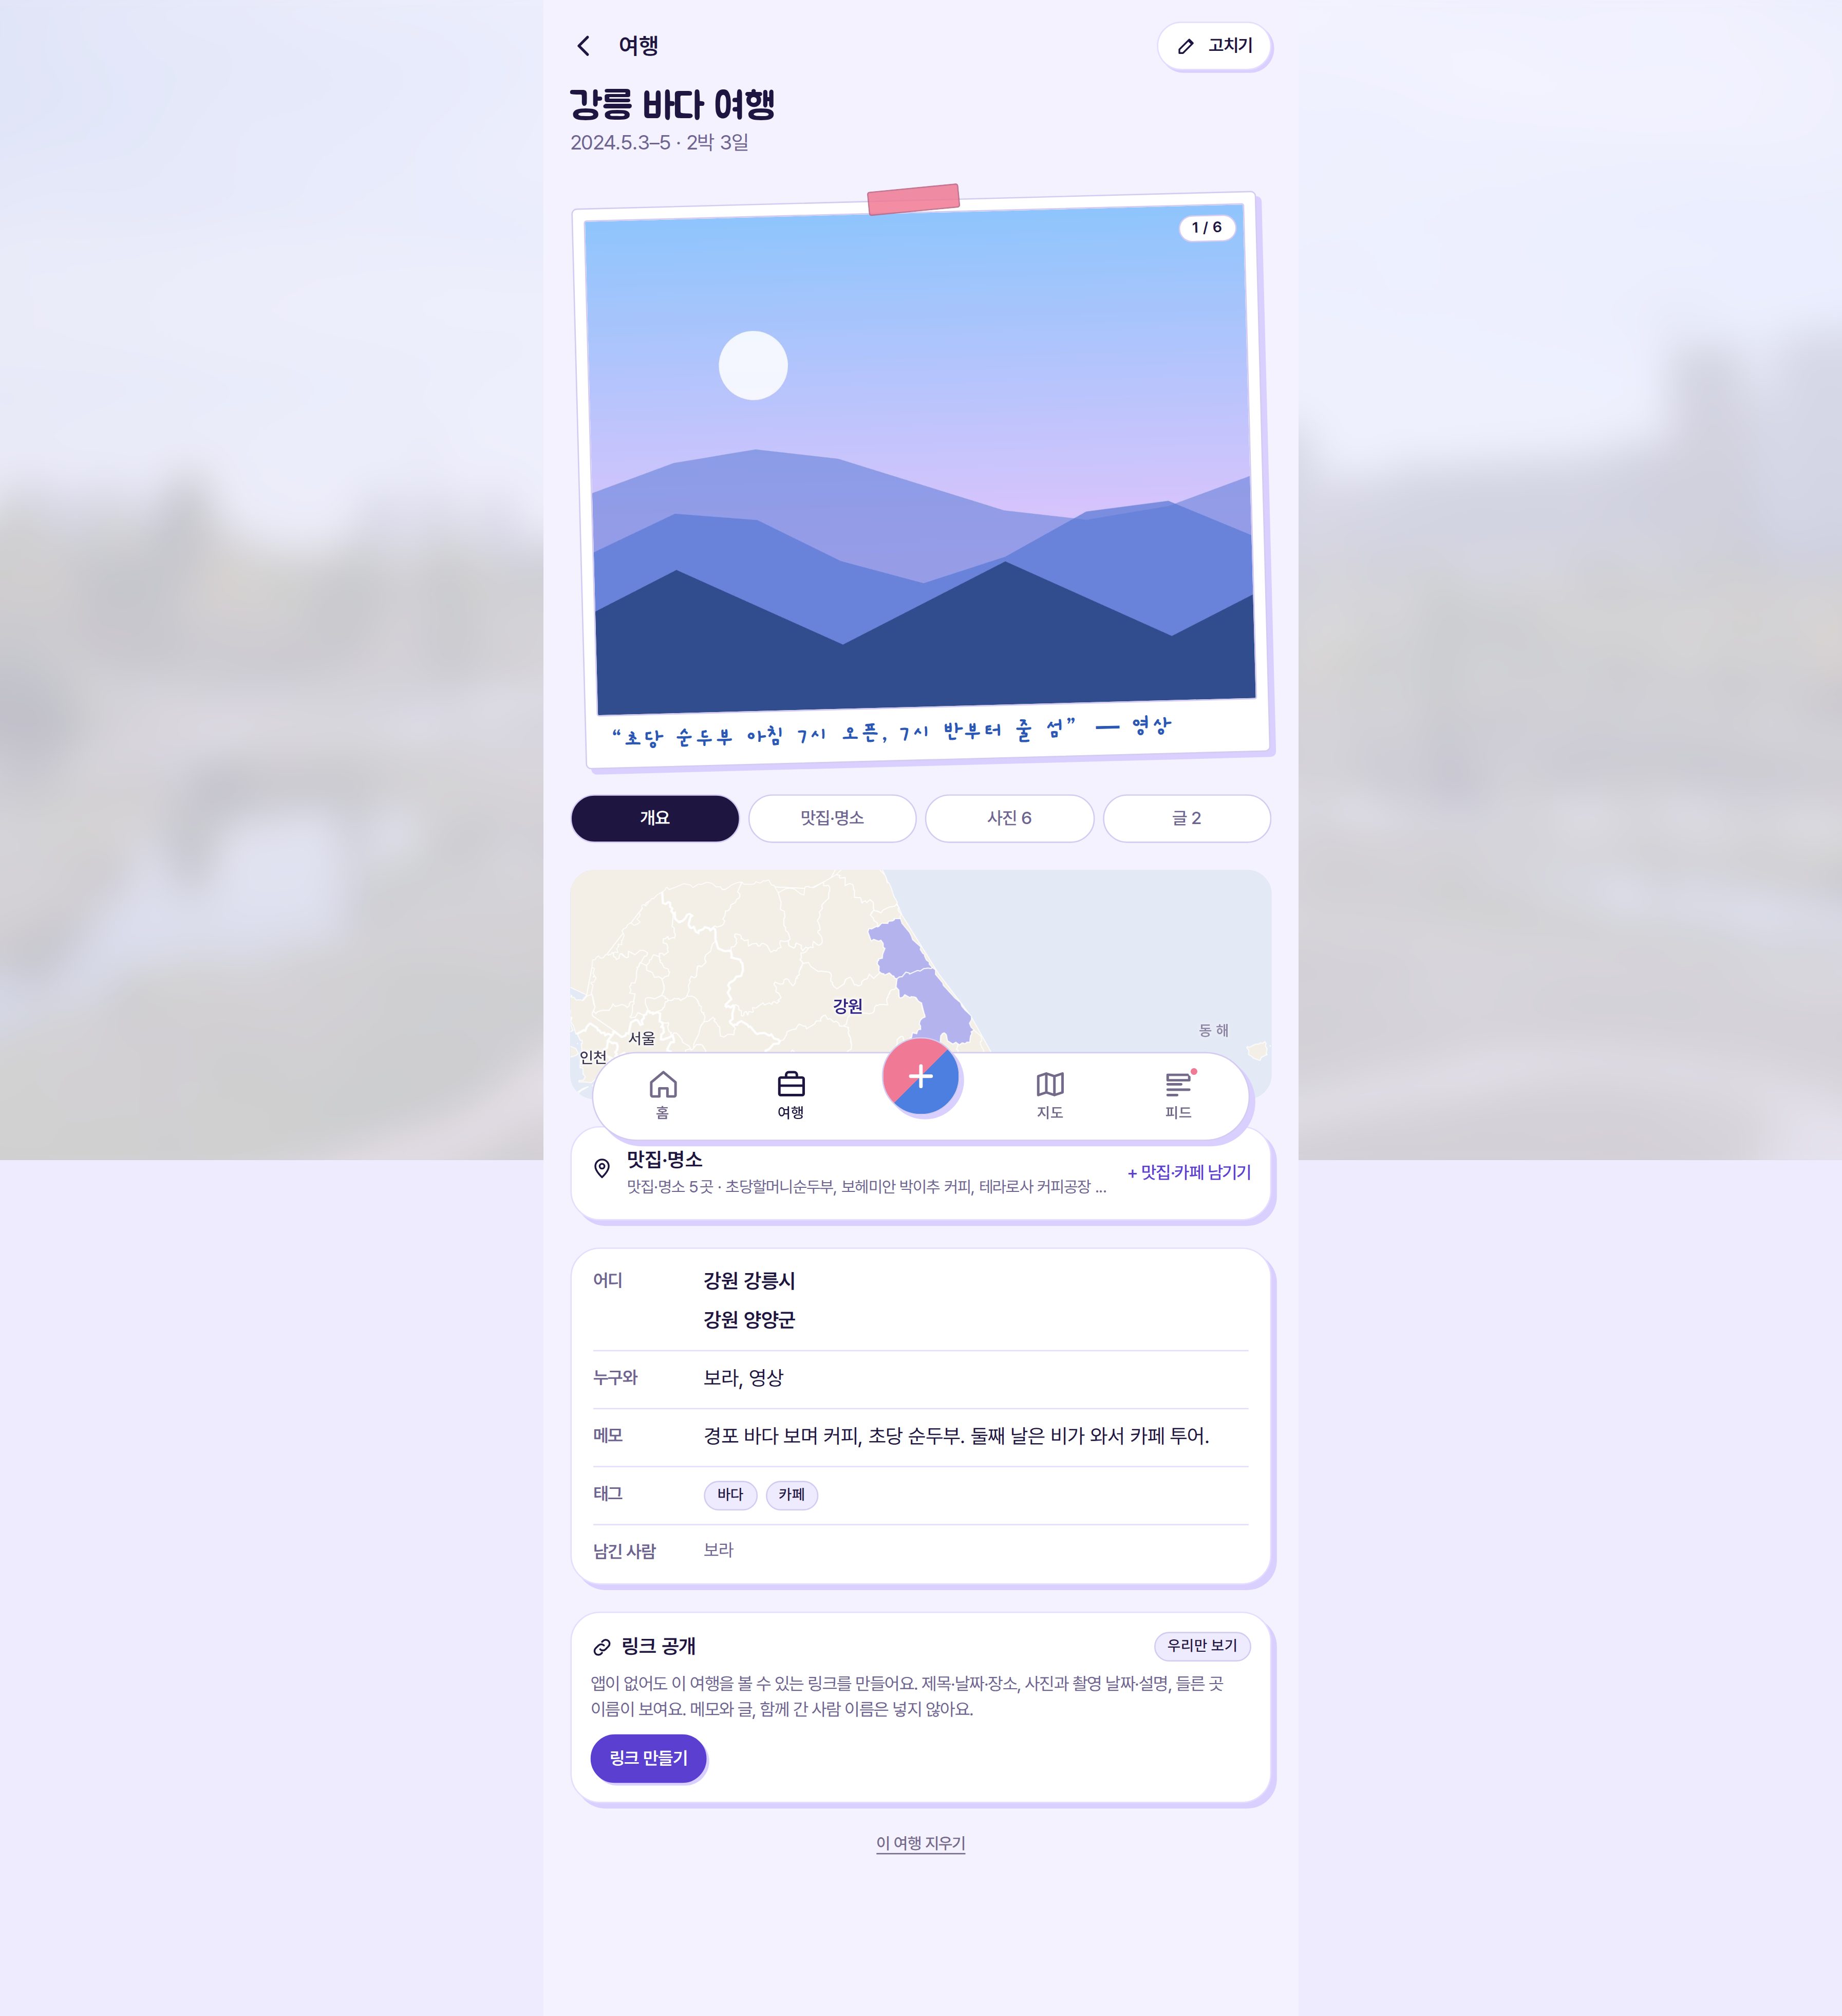 여행
고치기
강릉 바다 여행
2024.5.3–5 · 2박 3일
1 / 6
“초당 순두부 아침 7시 오픈, 7시 반부터 줄 섬” — 영상
개요
맛집·명소
사진 6
글 2
강원
동 해
서울
인천
홈
여행
지도
피드
맛집·명소
맛집·명소 5곳 · 초당할머니순두부, 보헤미안 박이추 커피, 테라로사 커피공장 ...
+ 맛집·카페 남기기
어디
강원 강릉시
강원 양양군
누구와
보라, 영상
메모
경포 바다 보며 커피, 초당 순두부. 둘째 날은 비가 와서 카페 투어.
태그
바다
카페
남긴 사람
보라
링크 공개
우리만 보기
앱이 없어도 이 여행을 볼 수 있는 링크를 만들어요. 제목·날짜·장소, 사진과 촬영 날짜·설명, 들른 곳
이름이 보여요. 메모와 글, 함께 간 사람 이름은 넣지 않아요.
링크 만들기
이 여행 지우기